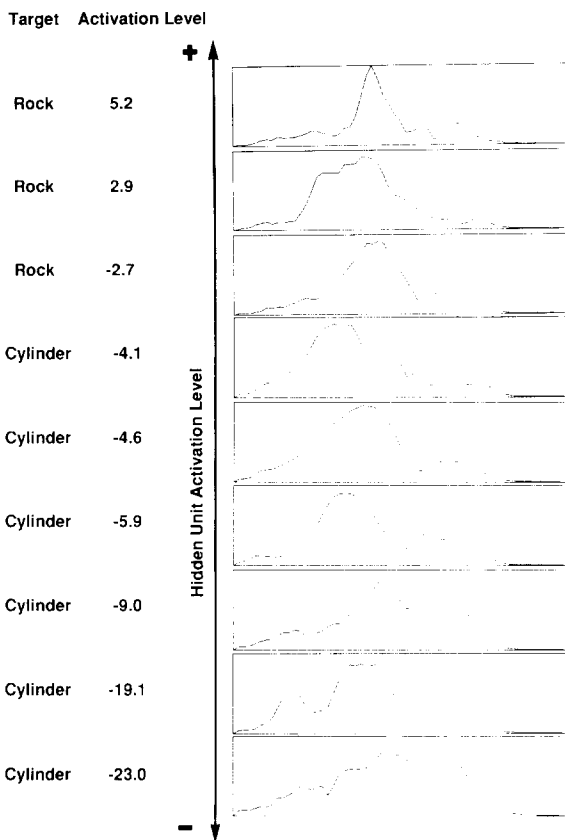 Target Activation Level
+
Rock 5.2
Rock 2.9
Rock -2.7
Cylinder -4.1
Cylinder -4.6
Cylinder -5.9
Cylinder -9.0
Cylinder -19.1
Cylinder -23.0
Hidden Unit Activation Level
−